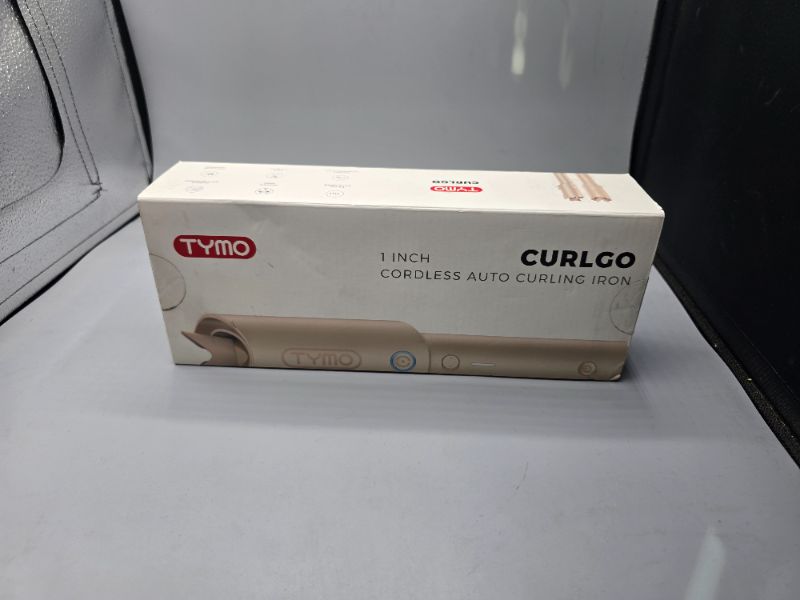 CURLGO
TYMO
TYMO
1 INCH
CURLGO
CORDLESS AUTO CURLING IRON
TYMO